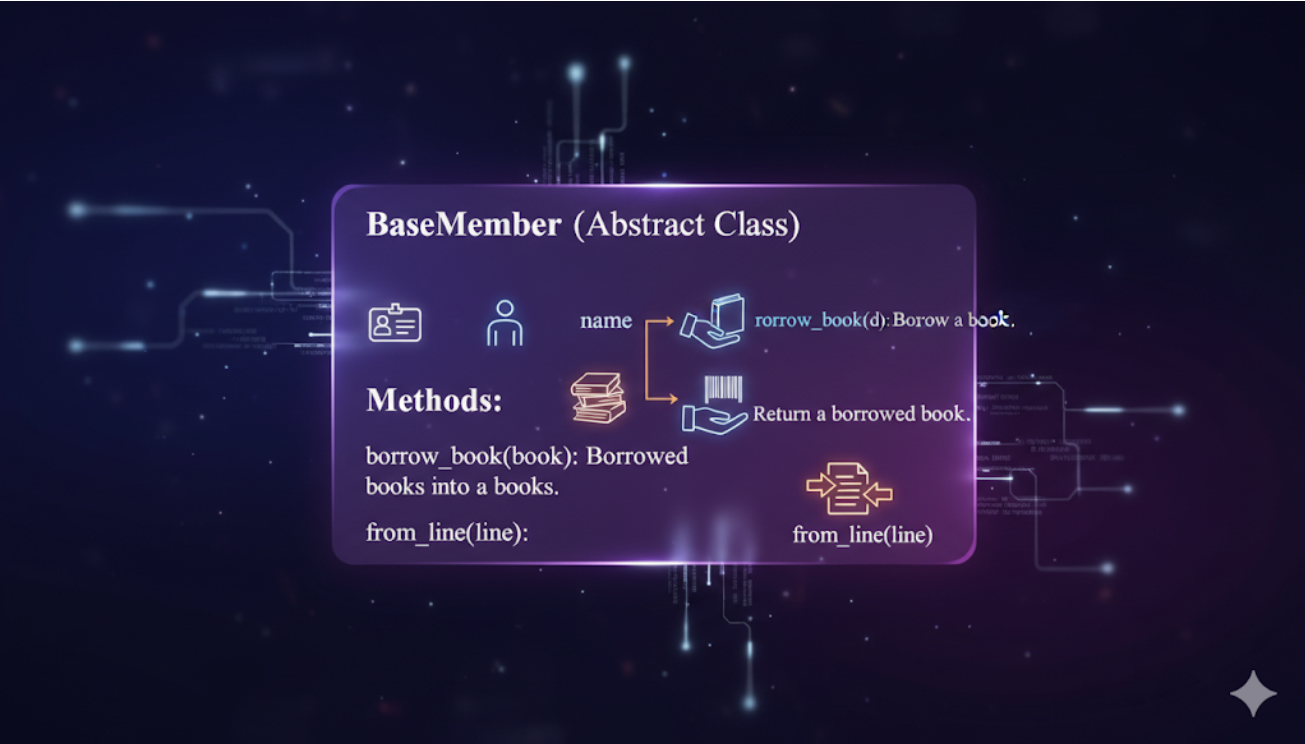 BaseMember (Abstract Class)
name
rorrow_book(d): Borow a book.
Return a borrowed book.
Methods:
borrow_book(book): Borrowed
books into a books.
from_line(line):
from_line(line)